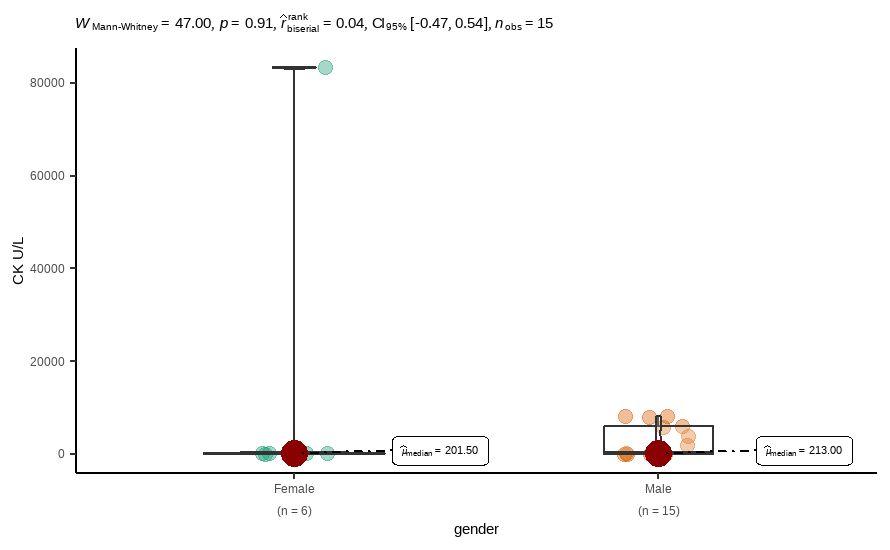 W Mann-Whitney = 47.00, p = 0.91, r̂ rank biserial = 0.04, CI95% [-0.47, 0.54], n obs = 15
80000
60000
40000
20000
0
CK U/L
μ̂ median = 201.50
μ̂ median = 213.00
Female
(n = 6)
Male
(n = 15)
gender